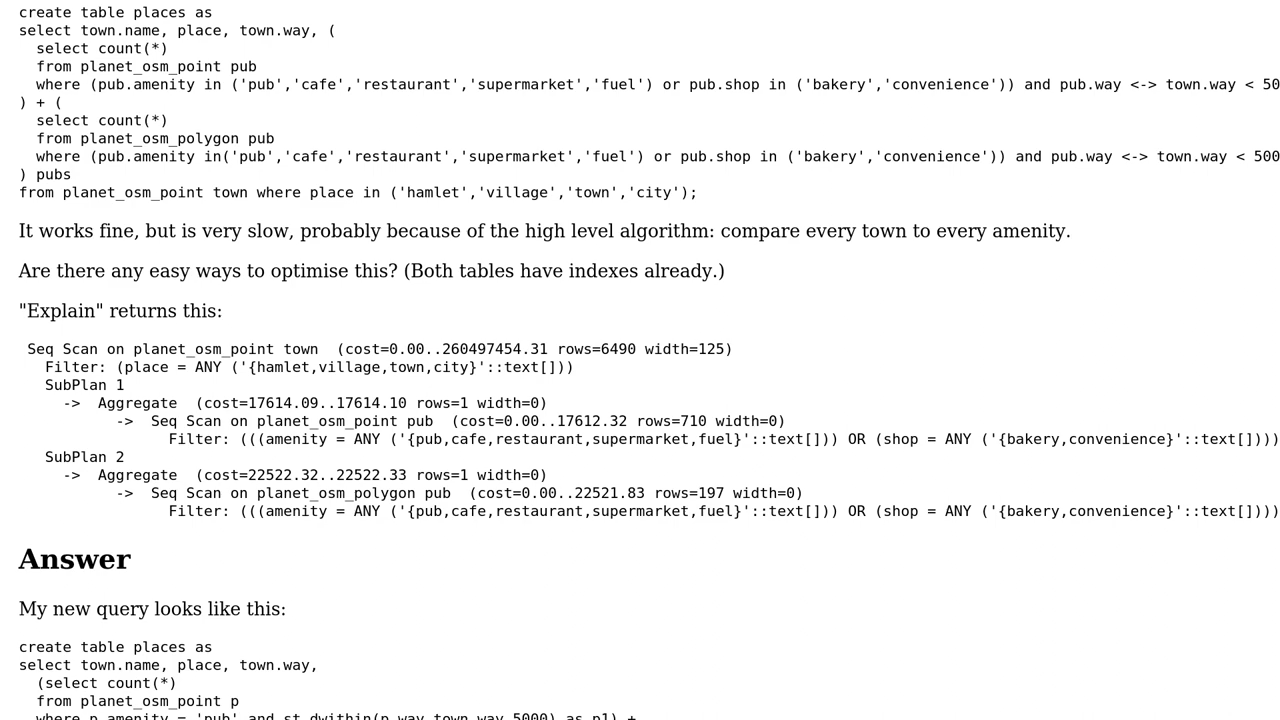 create table places as
select town.name, place, town.way, (
  select count(*)
  from planet_osm_point pub
  where (pub.amenity in ('pub','cafe','restaurant','supermarket','fuel') or pub.shop in ('bakery','convenience')) and pub.way <-> town.way < 50
) + (
  select count(*)
  from planet_osm_polygon pub
  where (pub.amenity in('pub','cafe','restaurant','supermarket','fuel') or pub.shop in ('bakery','convenience')) and pub.way <-> town.way < 500
) pubs
from planet_osm_point town where place in ('hamlet','village','town','city');
It works fine, but is very slow, probably because of the high level algorithm: compare every town to every amenity.
Are there any easy ways to optimise this? (Both tables have indexes already.)
"Explain" returns this:
 Seq Scan on planet_osm_point town  (cost=0.00..260497454.31 rows=6490 width=125)
   Filter: (place = ANY ('{hamlet,village,town,city}'::text[]))
   SubPlan 1
     ->  Aggregate  (cost=17614.09..17614.10 rows=1 width=0)
           ->  Seq Scan on planet_osm_point pub  (cost=0.00..17612.32 rows=710 width=0)
                 Filter: (((amenity = ANY ('{pub,cafe,restaurant,supermarket,fuel}'::text[])) OR (shop = ANY ('{bakery,convenience}'::text[])))
   SubPlan 2
     ->  Aggregate  (cost=22522.32..22522.33 rows=1 width=0)
           ->  Seq Scan on planet_osm_polygon pub  (cost=0.00..22521.83 rows=197 width=0)
                 Filter: (((amenity = ANY ('{pub,cafe,restaurant,supermarket,fuel}'::text[])) OR (shop = ANY ('{bakery,convenience}'::text[])))
Answer
My new query looks like this:
create table places as
select town.name, place, town.way,
  (select count(*)
  from planet_osm_point p
  where p.amenity = 'pub' and st_dwithin(p.way,town.way,5000) as p1) +